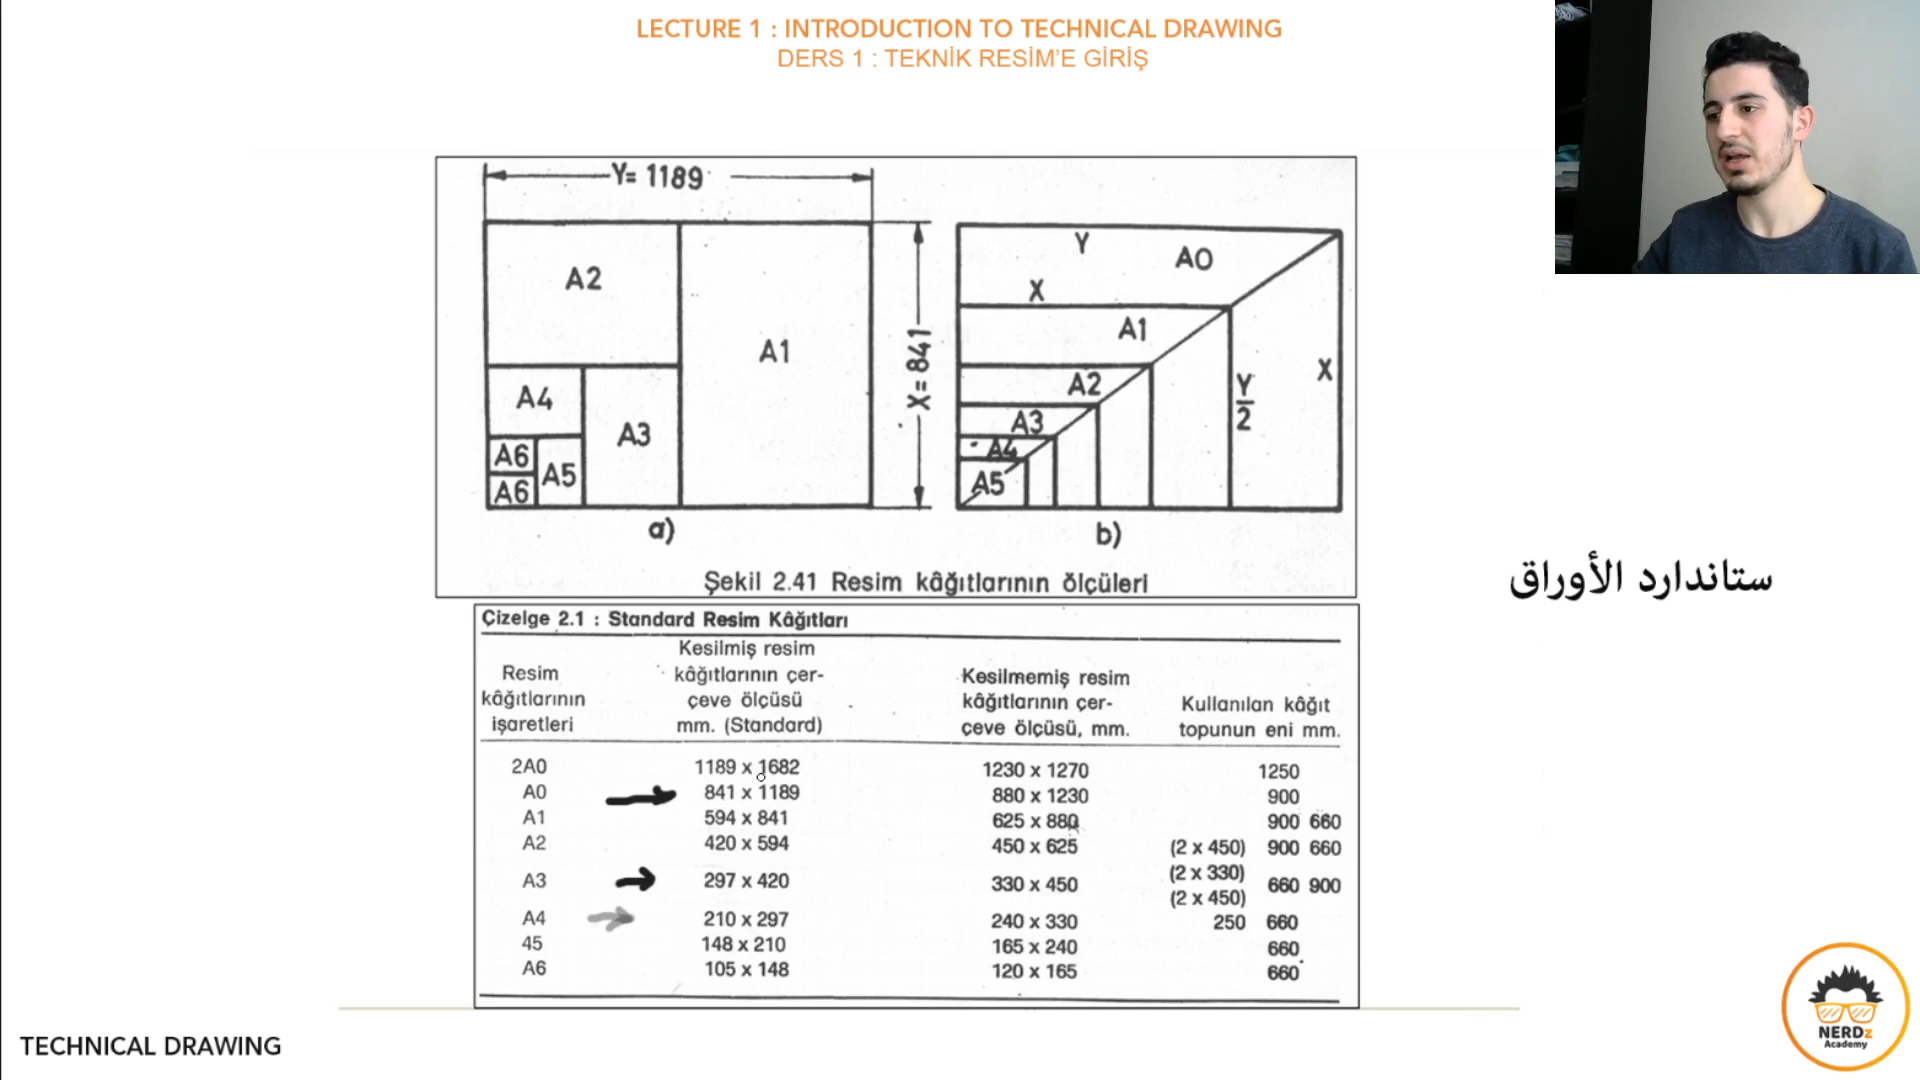 LECTURE 1 : INTRODUCTION TO TECHNICAL DRAWING
DERS 1 : TEKNİK RESİM'E GİRİŞ
Y= 1189
A2
A1
A4
A3
A6
A5
A6
X= 841
a)
Y
A0
X
A1
X
A2
Y
2
A3
A4
A5
b)
Şekil 2.41 Resim kâğıtlarının ölçüleri
ستاندارد الأوراق
Çizelge 2.1 : Standard Resim Kâğıtları
Resim kâğıtlarının işaretleri
Kesilmiş resim kâğıtlarının çer-çeve ölçüsü mm. (Standard)
Kesilmemiş resim kâğıtlarının çer-çeve ölçüsü, mm.
Kullanılan kâğıt topunun eni mm.
2A0 1189 x 1682 1230 x 1270 1250
A0 841 x 1189 880 x 1230 900
A1 594 x 841 625 x 880 900 660
A2 420 x 594 450 x 625 (2 x 450) 900 660
(2 x 330)
A3 297 x 420 330 x 450 660 900
(2 x 450)
A4 210 x 297 240 x 330 250 660
45 148 x 210 165 x 240 660
A6 105 x 148 120 x 165 660
TECHNICAL DRAWING
NERDz
Academy